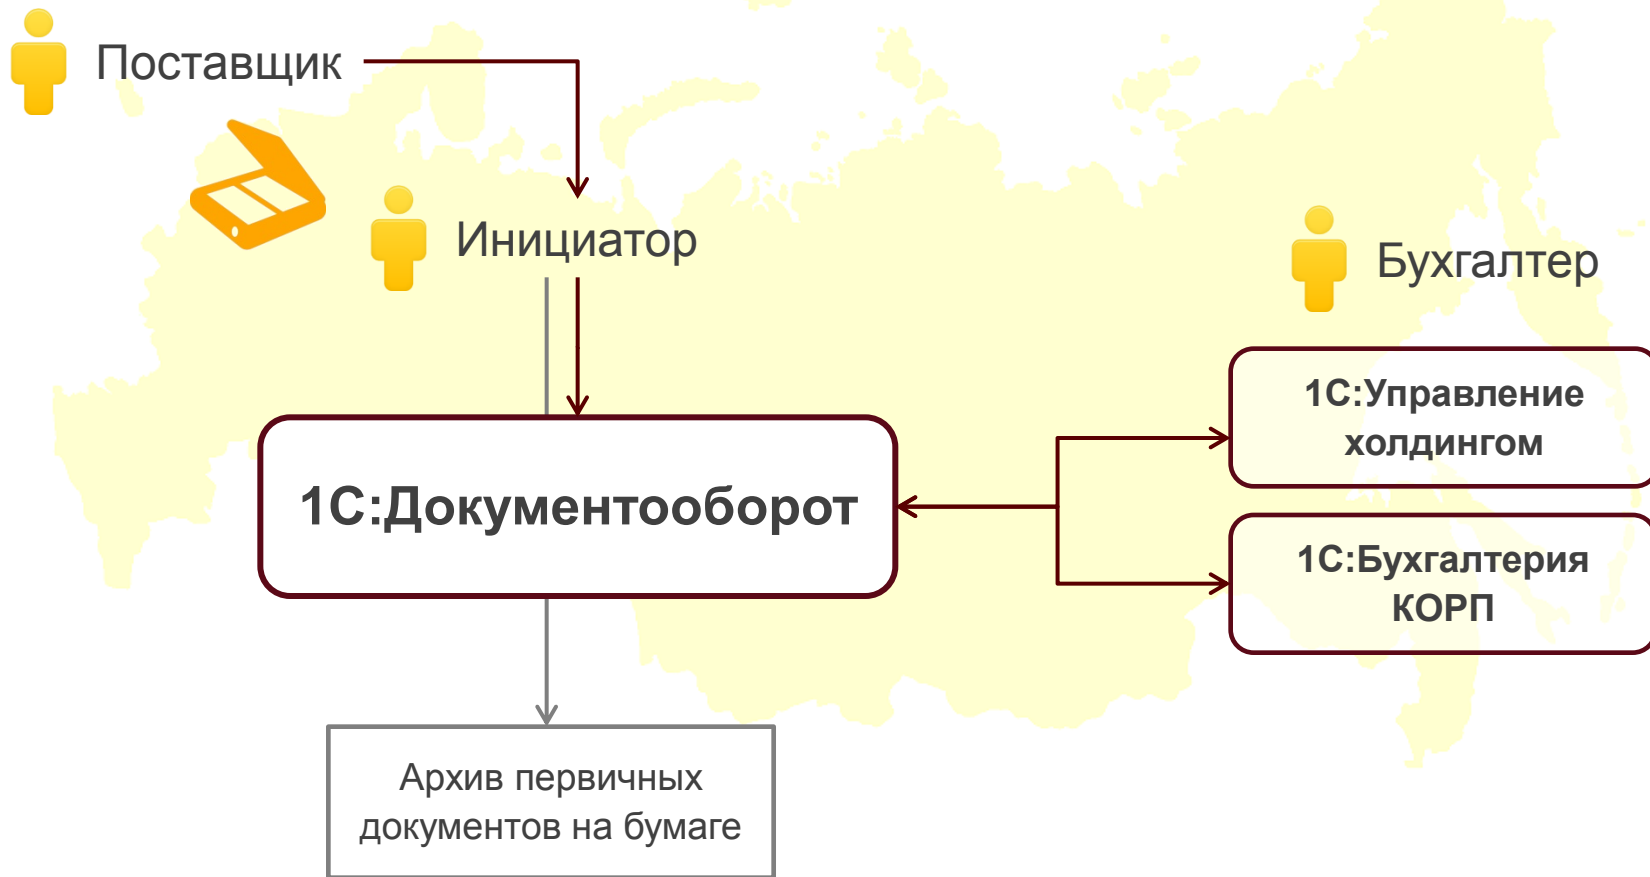 Поставщик
Инициатор
Бухгалтер
1С:Управление
холдингом
1С:Документооборот
1С:Бухгалтерия
КОРП
Архив первичных
документов на бумаге